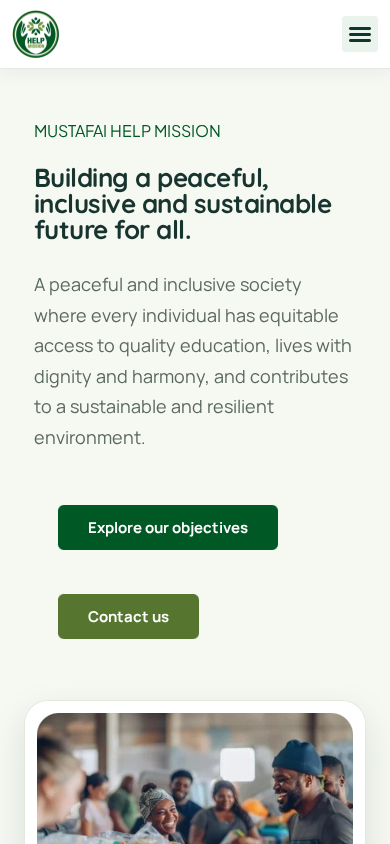 HELP
MISSION
MUSTAFAI HELP MISSION
Building a peaceful,
inclusive and sustainable
future for all.
A peaceful and inclusive society
where every individual has equitable
access to quality education, lives with
dignity and harmony, and contributes
to a sustainable and resilient
environment.
Explore our objectives
Contact us